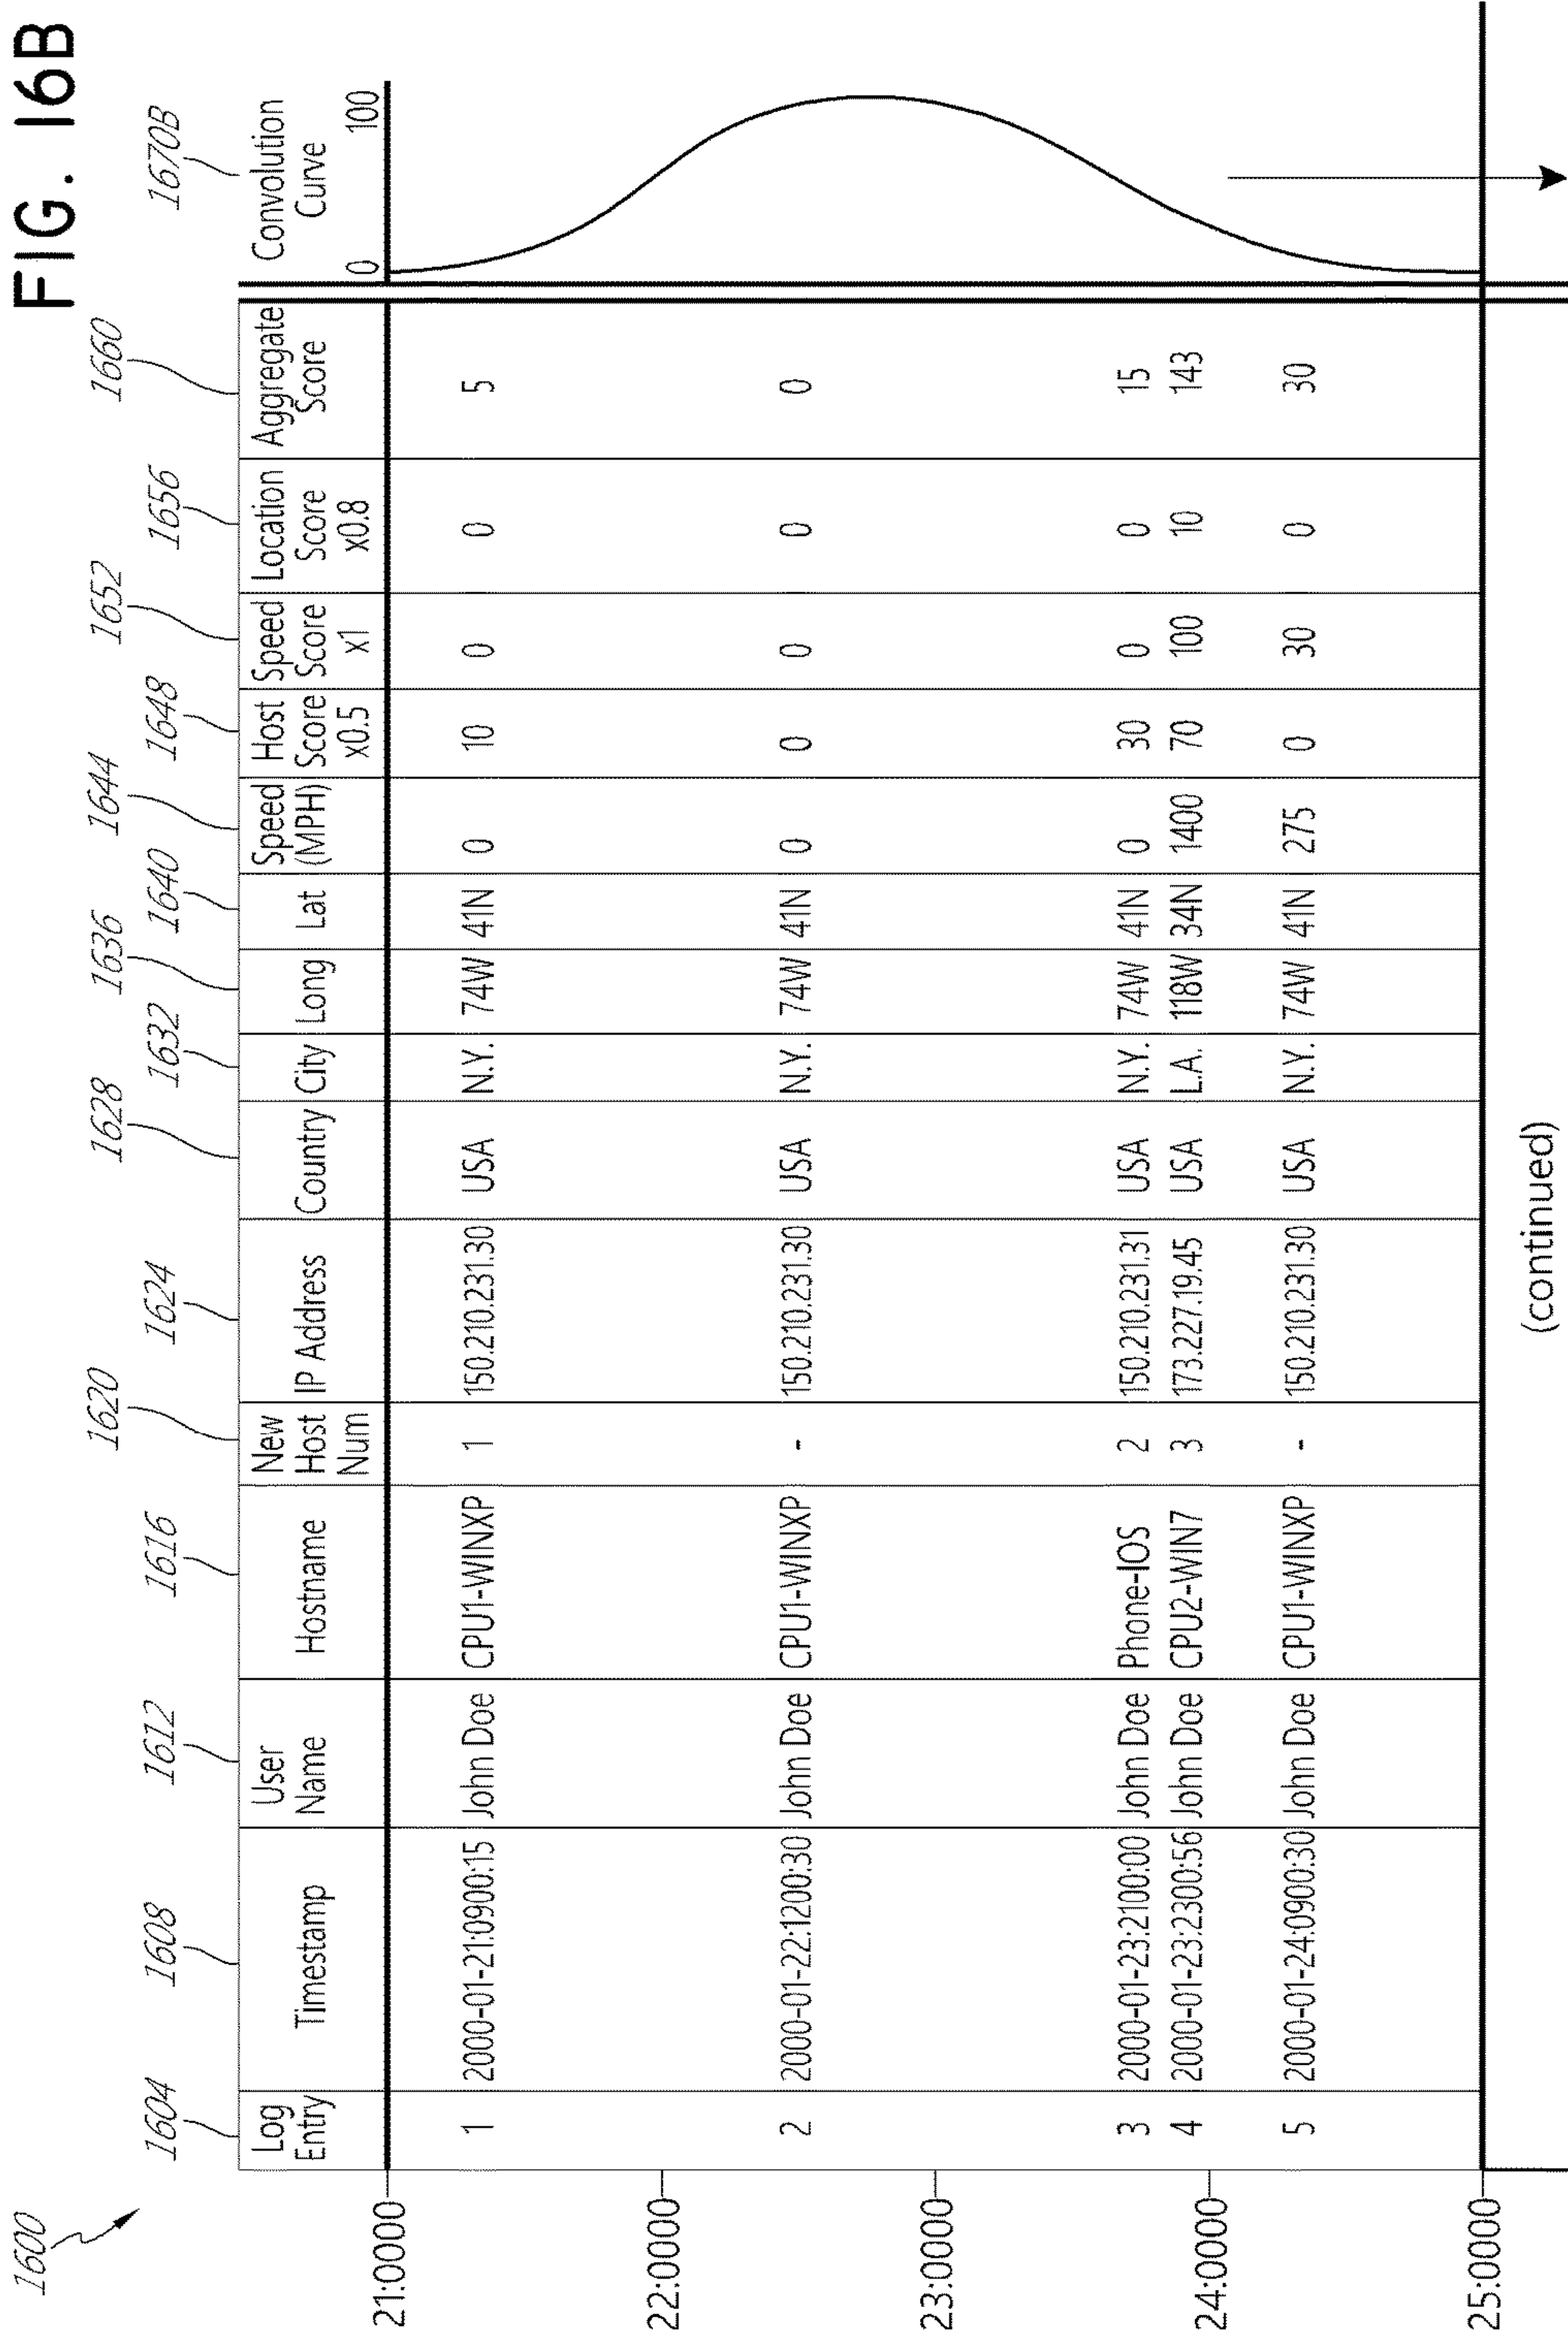 FIG. 16B
1600
1604 1608 1612 1616 1620 1624 1628 1632 1636 1640 1644 1648 1652 1656 1660 1670B
Log Entry Timestamp User Name Hostname New Host Num IP Address Country City Long Lat Speed (MPH) Host Score x0.5 Speed Score x1 Location Score x0.8 Aggregate Score Convolution Curve
0 100
21:0000
1 2000-01-21:0900:15 John Doe CPU1-WINXP 1 150.210.231.30 USA N.Y. 74W 41N 0 10 0 0 5
22:0000
2 2000-01-22:1200:30 John Doe CPU1-WINXP - 150.210.231.30 USA N.Y. 74W 41N 0 0 0 0 0
23:0000
3 2000-01-23:2100:00 John Doe Phone-IOS 2 150.210.231.31 USA N.Y. 74W 41N 0 30 0 0 15
4 2000-01-23:2300:56 John Doe CPU2-WIN7 3 173.227.19.45 USA L.A. 118W 34N 1400 70 100 10 143
24:0000
5 2000-01-24:0900:30 John Doe CPU1-WINXP - 150.210.231.30 USA N.Y. 74W 41N 275 0 30 0 30
25:0000
(continued)